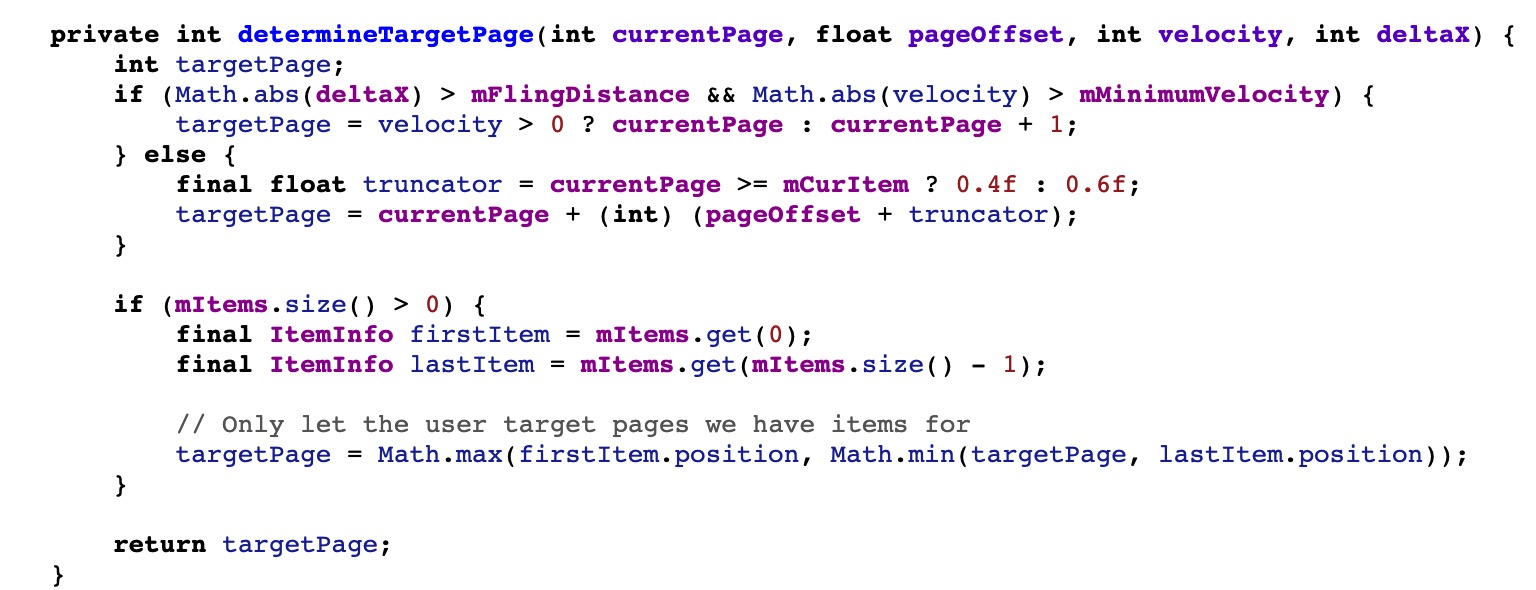 private int determineTargetPage(int currentPage, float pageOffset, int velocity, int deltaX) {
    int targetPage;
    if (Math.abs(deltaX) > mFlingDistance && Math.abs(velocity) > mMinimumVelocity) {
        targetPage = velocity > 0 ? currentPage : currentPage + 1;
    } else {
        final float truncator = currentPage >= mCurItem ? 0.4f : 0.6f;
        targetPage = currentPage + (int) (pageOffset + truncator);
    }

    if (mItems.size() > 0) {
        final ItemInfo firstItem = mItems.get(0);
        final ItemInfo lastItem = mItems.get(mItems.size() - 1);

        // Only let the user target pages we have items for
        targetPage = Math.max(firstItem.position, Math.min(targetPage, lastItem.position));
    }

    return targetPage;
}